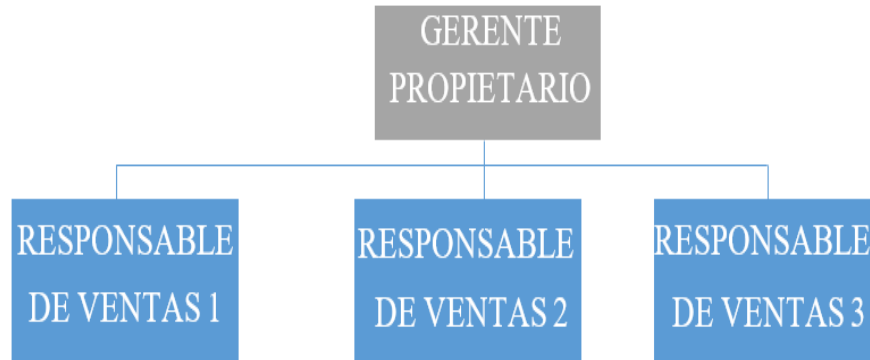 GERENTE
PROPIETARIO
RESPONSABLE
DE VENTAS 1
RESPONSABLE
DE VENTAS 2
RESPONSABLE
DE VENTAS 3